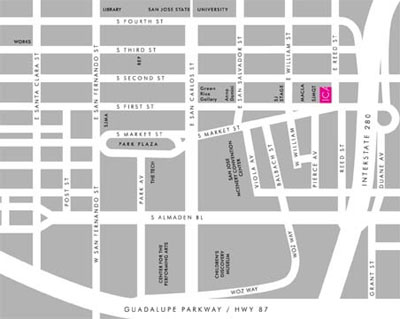 LIBRARY SAN JOSE STATE UNIVERSITY
S FOURTH ST
WORKS
S THIRD ST
REP
S SECOND ST
S FIRST ST
S MARKET ST
S MARKET ST
PARK PLAZA
S ALMADEN BL
E SANTA CLARA ST
E SAN FERNANDO ST
E SAN CARLOS ST
E SAN SALVADOR ST
E WILLIAM ST
E REED ST
Green
Rice
Gallery
Anno
Domini
SJ
STAGE
MACLA
SJMQT
ICA
SJMA
THE TECH
SAN JOSE
MCENERY CONVENTION
CENTER
VIOLA AV
BALBACH ST
W WILLIAM
PIERCE AV
REED ST
INTERSTATE 280
DUANE AV
POST ST
W SAN FERNANDO ST
PARK AV
CENTER FOR THE
PERFORMING ARTS
CHILDREN'S
DISCOVERY
MUSEUM
WOZ WAY
WOZ WAY
GRANT ST
GUADALUPE PARKWAY / HWY 87